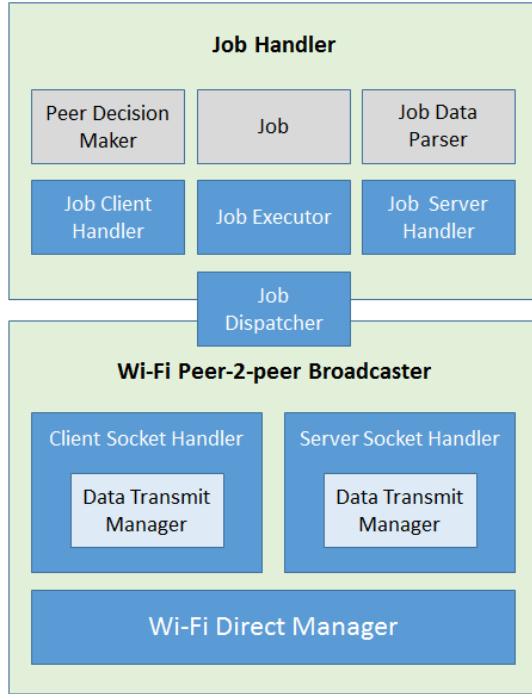 Job Handler
Peer Decision
Maker
Job
Job Data
Parser
Job Client
Handler
Job Executor
Job Server
Handler
Job
Dispatcher
Wi-Fi Peer-2-peer Broadcaster
Client Socket Handler
Data Transmit
Manager
Server Socket Handler
Data Transmit
Manager
Wi-Fi Direct Manager